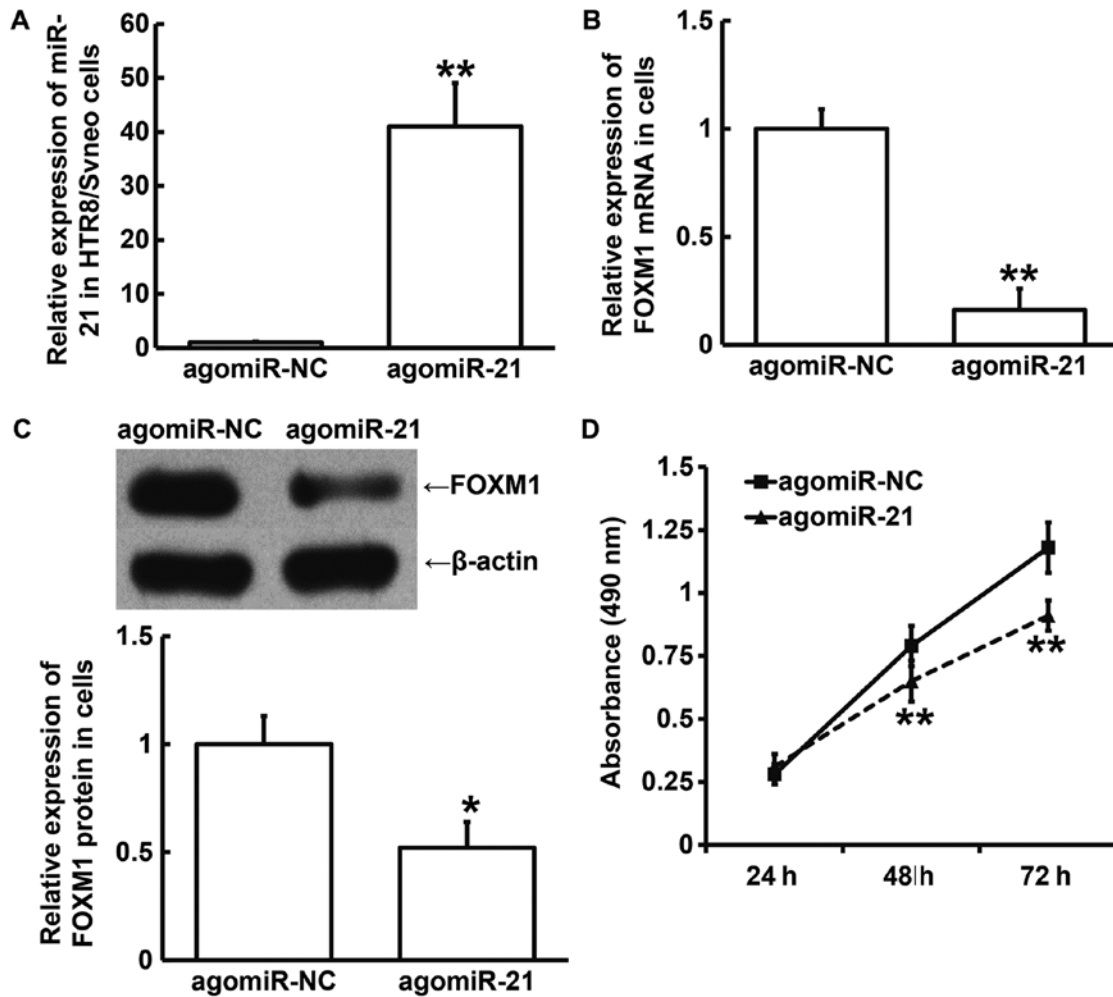 A
Relative expression of miR-
21 in HTR8/Svneo cells
60
50
40
30
20
10
0
**
agomiR-NC
agomiR-21
B
Relative expression of
FOXM1 mRNA in cells
1.5
1
0.5
0
**
agomiR-NC
agomiR-21
C
agomiR-NC
agomiR-21
←FOXM1
←β-actin
Relative expression of
FOXM1 protein in cells
1.5
1
0.5
0
*
agomiR-NC
agomiR-21
D
Absorbance (490 nm)
1.5
1.25
1
0.75
0.5
0.25
0
agomiR-NC
agomiR-21
**
**
24 h
48 h
72 h